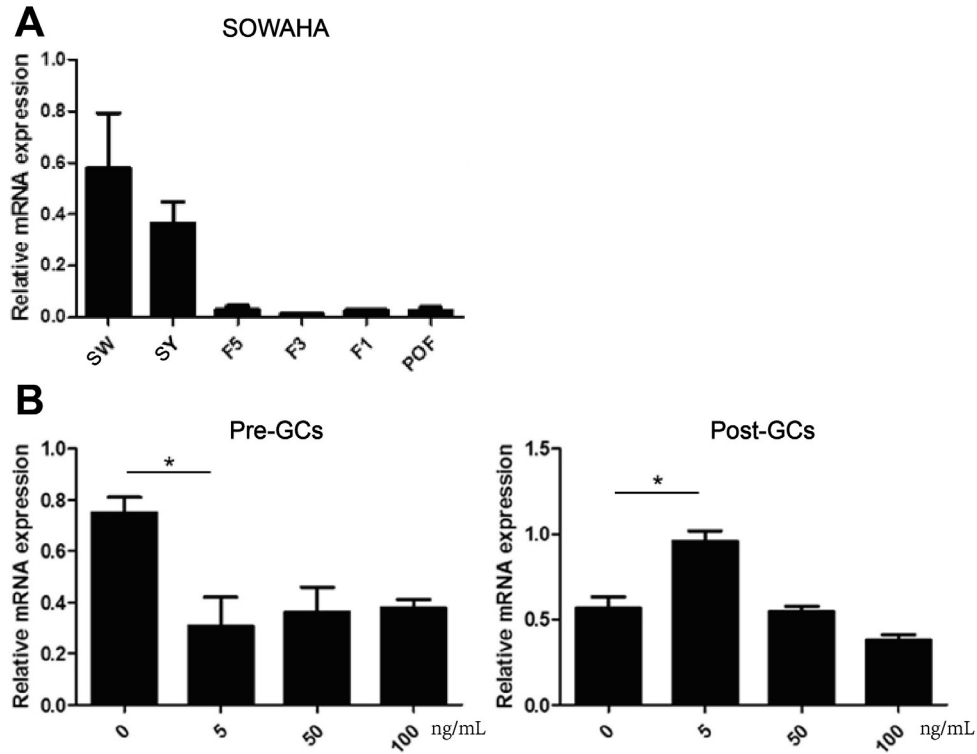 A
SOWAHA
Relative mRNA expression
1.0
0.8
0.6
0.4
0.2
0.0
SW SY F5 F3 F1 POF
B
Pre-GCs
Relative mRNA expression
1.0
0.8
0.6
0.4
0.2
0.0
*
0 5 50 100 ng/mL
Post-GCs
Relative mRNA expression
1.5
1.0
0.5
0.0
*
0 5 50 100 ng/mL